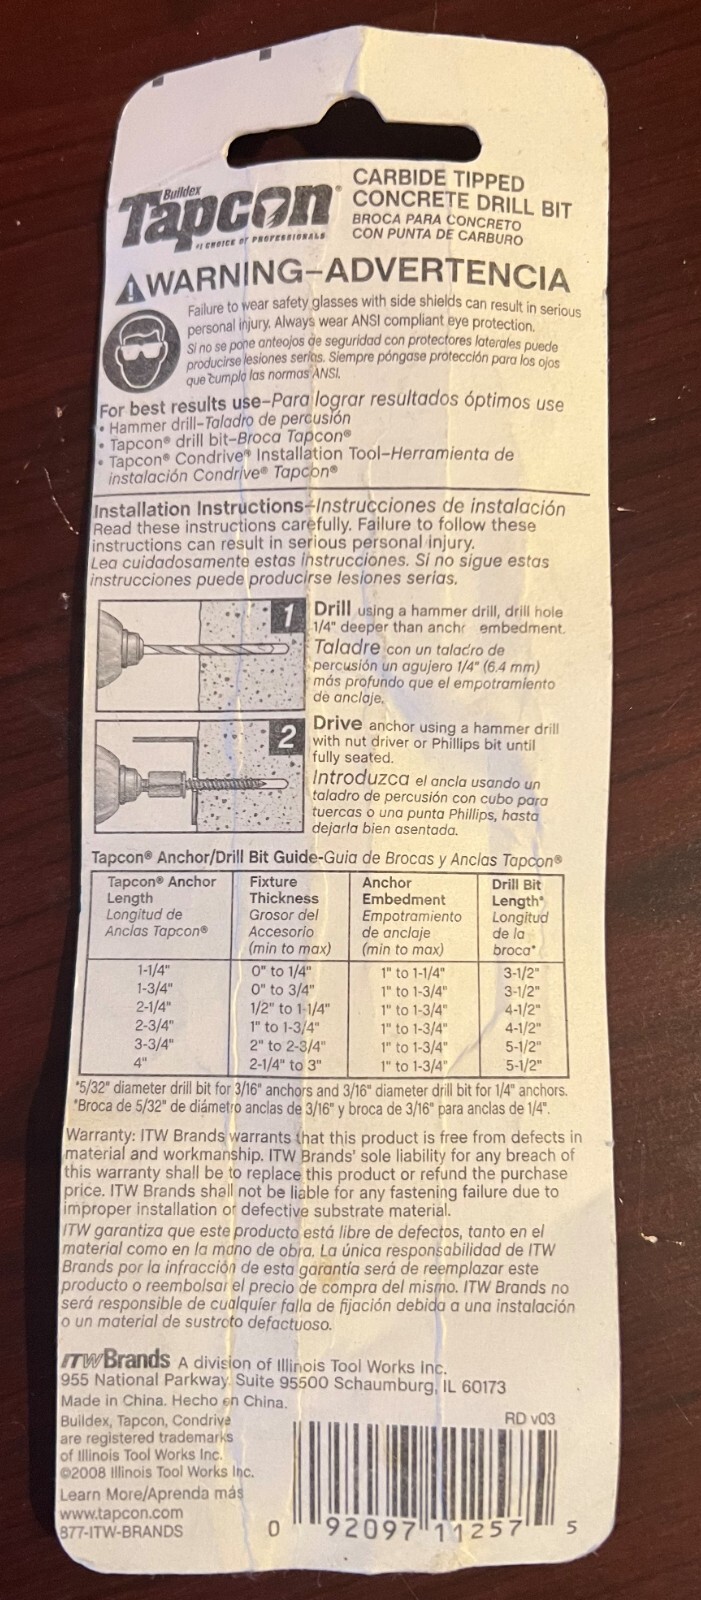 Buildex
Tapcon®
#1 CHOICE OF PROFESSIONALS
CARBIDE TIPPED
CONCRETE DRILL BIT
BROCA PARA CONCRETO
CON PUNTA DE CARBURO
WARNING–ADVERTENCIA
Failure to wear safety glasses with side shields can result in serious
personal injury. Always wear ANSI compliant eye protection.
Si no se pone anteojos de seguridad con protectores laterales puede
producirse lesiones serias. Siempre póngase protección para los ojos
que cumpla las normas ANSI.
For best results use–Para lograr resultados óptimos use
• Hammer drill–Taladro de percusión
• Tapcon® drill bit–Broca Tapcon®
• Tapcon® Condrive® Installation Tool–Herramienta de
instalación Condrive® Tapcon®
Installation Instructions–Instrucciones de instalación
Read these instructions carefully. Failure to follow these
instructions can result in serious personal injury.
Lea cuidadosamente estas instrucciones. Si no sigue estas
instrucciones puede producirse lesiones serias.
1
Drill using a hammer drill, drill hole
1/4" deeper than anch embedment.
Taladre con un taladro de
percusión un agujero 1/4" (6.4 mm)
más profundo que el empotramiento
de anclaje.
2
Drive anchor using a hammer drill
with nut driver or Phillips bit until
fully seated.
Introduzca el ancla usando un
taladro de percusión con cubo para
tuercas o una punta Phillips, hasta
dejarla bien asentada.
Tapcon® Anchor/Drill Bit Guide-Guia de Brocas y Anclas Tapcon®
Tapcon® Anchor Fixture Anchor Drill Bit
Length Thickness Embedment Length*
Longitud de Grosor del Empotramiento Longitud
Anclas Tapcon® Accesorio de anclaje de la
(min to max) (min to max) broca*
1-1/4" 0" to 1/4" 1" to 1-1/4" 3-1/2"
1-3/4" 0" to 3/4" 1" to 1-3/4" 3-1/2"
2-1/4" 1/2" to 1-1/4" 1" to 1-3/4" 4-1/2"
2-3/4" 1" to 1-3/4" 1" to 1-3/4" 4-1/2"
3-3/4" 2" to 2-3/4" 1" to 1-3/4" 5-1/2"
4" 2-1/4" to 3" 1" to 1-3/4" 5-1/2"
*5/32" diameter drill bit for 3/16" anchors and 3/16" diameter drill bit for 1/4" anchors.
*Broca de 5/32" de diámetro anclas de 3/16" y broca de 3/16" para anclas de 1/4".
Warranty: ITW Brands warrants that this product is free from defects in
material and workmanship. ITW Brands' sole liability for any breach of
this warranty shall be to replace this product or refund the purchase
price. ITW Brands shall not be liable for any fastening failure due to
improper installation or defective substrate material.
ITW garantiza que este producto está libre de defectos, tanto en el
material como en la mano de obra. La única responsabilidad de ITW
Brands por la infracción de esta garantía será de reemplazar este
producto o reembolsar el precio de compra del mismo. ITW Brands no
será responsible de cualquier falla de fijación debida a una instalación
o un material de sustrato defactuoso.
ITWBrands A division of Illinois Tool Works Inc.
955 National Parkway. Suite 95500 Schaumburg, IL 60173
Made in China. Hecho en China.
Buildex, Tapcon, Condrive
are registered trademarks
of Illinois Tool Works Inc.
©2008 Illinois Tool Works Inc.
Learn More/Aprenda más
www.tapcon.com
877-ITW-BRANDS
RD v03
0 92097 11257 5